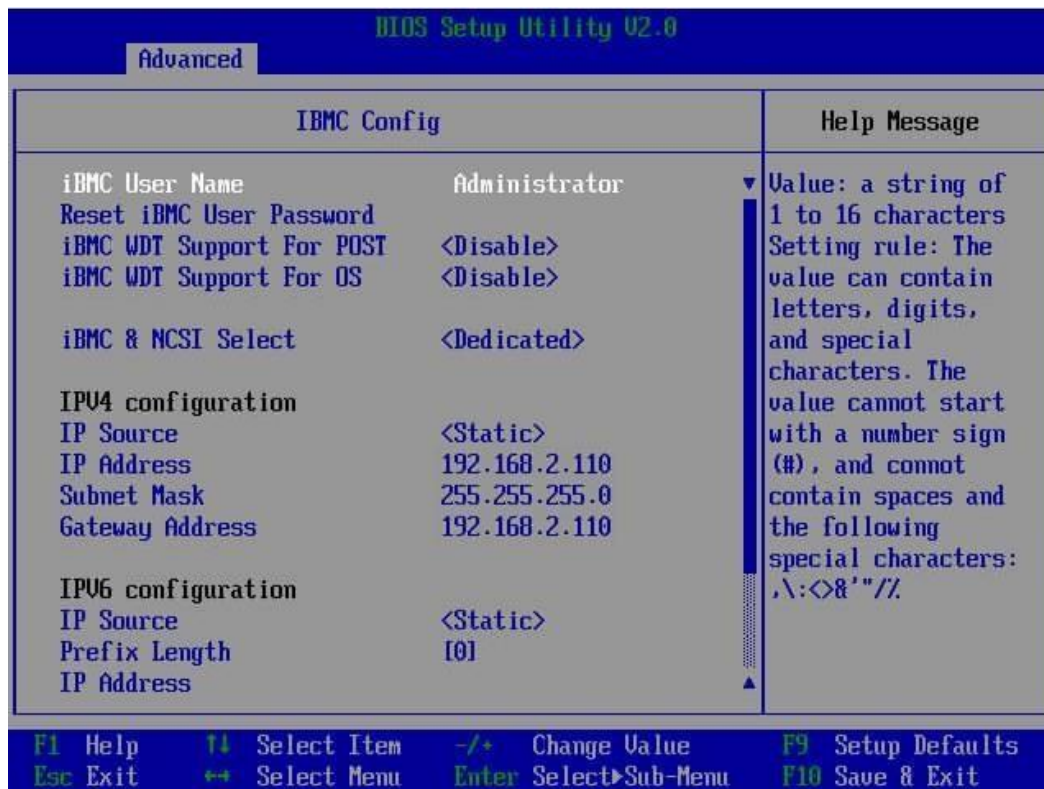 BIOS Setup Utility V2.0
Advanced
IBMC Config
iBMC User Name Administrator
Reset iBMC User Password
iBMC WDT Support For POST <Disable>
iBMC WDT Support For OS <Disable>
iBMC & NCSI Select <Dedicated>
IPV4 configuration
IP Source <Static>
IP Address 192.168.2.110
Subnet Mask 255.255.255.0
Gateway Address 192.168.2.110
IPV6 configuration
IP Source <Static>
Prefix Length [0]
IP Address
Help Message
Value: a string of
1 to 16 characters
Setting rule: The
value can contain
letters, digits,
and special
characters. The
value cannot start
with a number sign
(#), and connot
contain spaces and
the following
special characters:
,\:<>&'"/%
F1 Help ↑↓ Select Item -/+ Change Value F9 Setup Defaults
Esc Exit ←→ Select Menu Enter Select▶Sub-Menu F10 Save & Exit